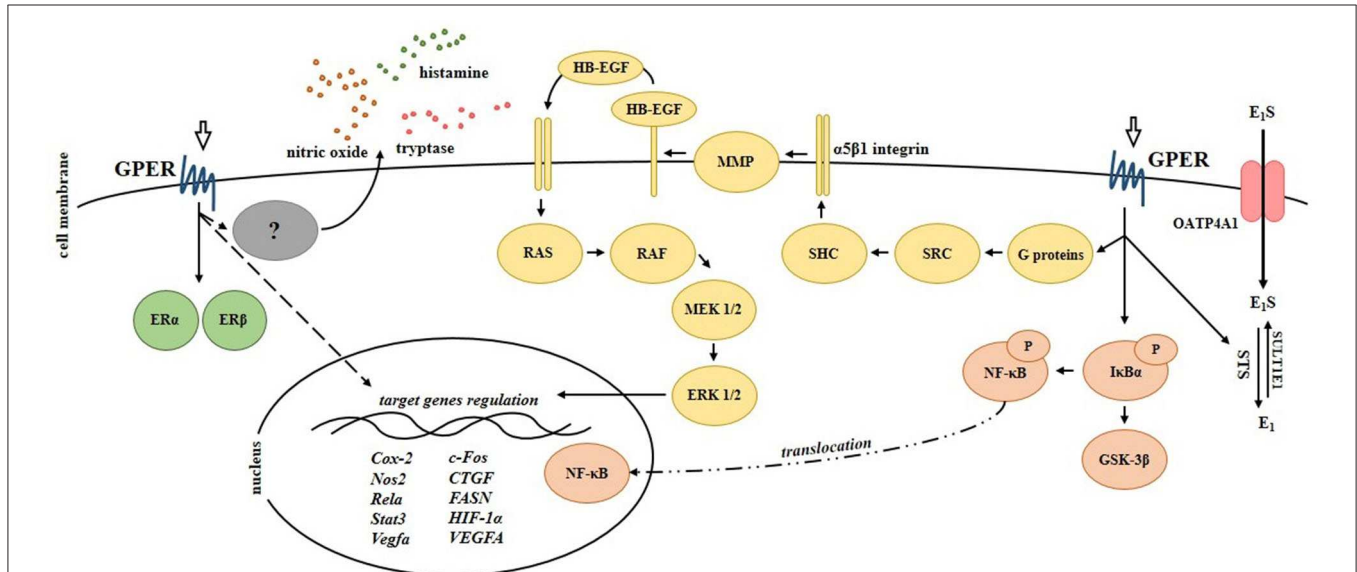 cell membrane
GPER
nitric oxide
histamine
tryptase
?
ERα
ERβ
HB-EGF
HB-EGF
MMP
α5β1 integrin
RAS
RAF
MEK 1/2
ERK 1/2
SHC
SRC
G proteins
GPER
E₁S
OATP4A1
E₁S
STS
SULT1E1
E₁
P
NF-κB
P
IκBα
GSK-3β
translocation
nucleus
target genes regulation
Cox-2
Nos2
Rela
Stat3
Vegfa
c-Fos
CTGF
FASN
HIF-1α
VEGFA
NF-κB